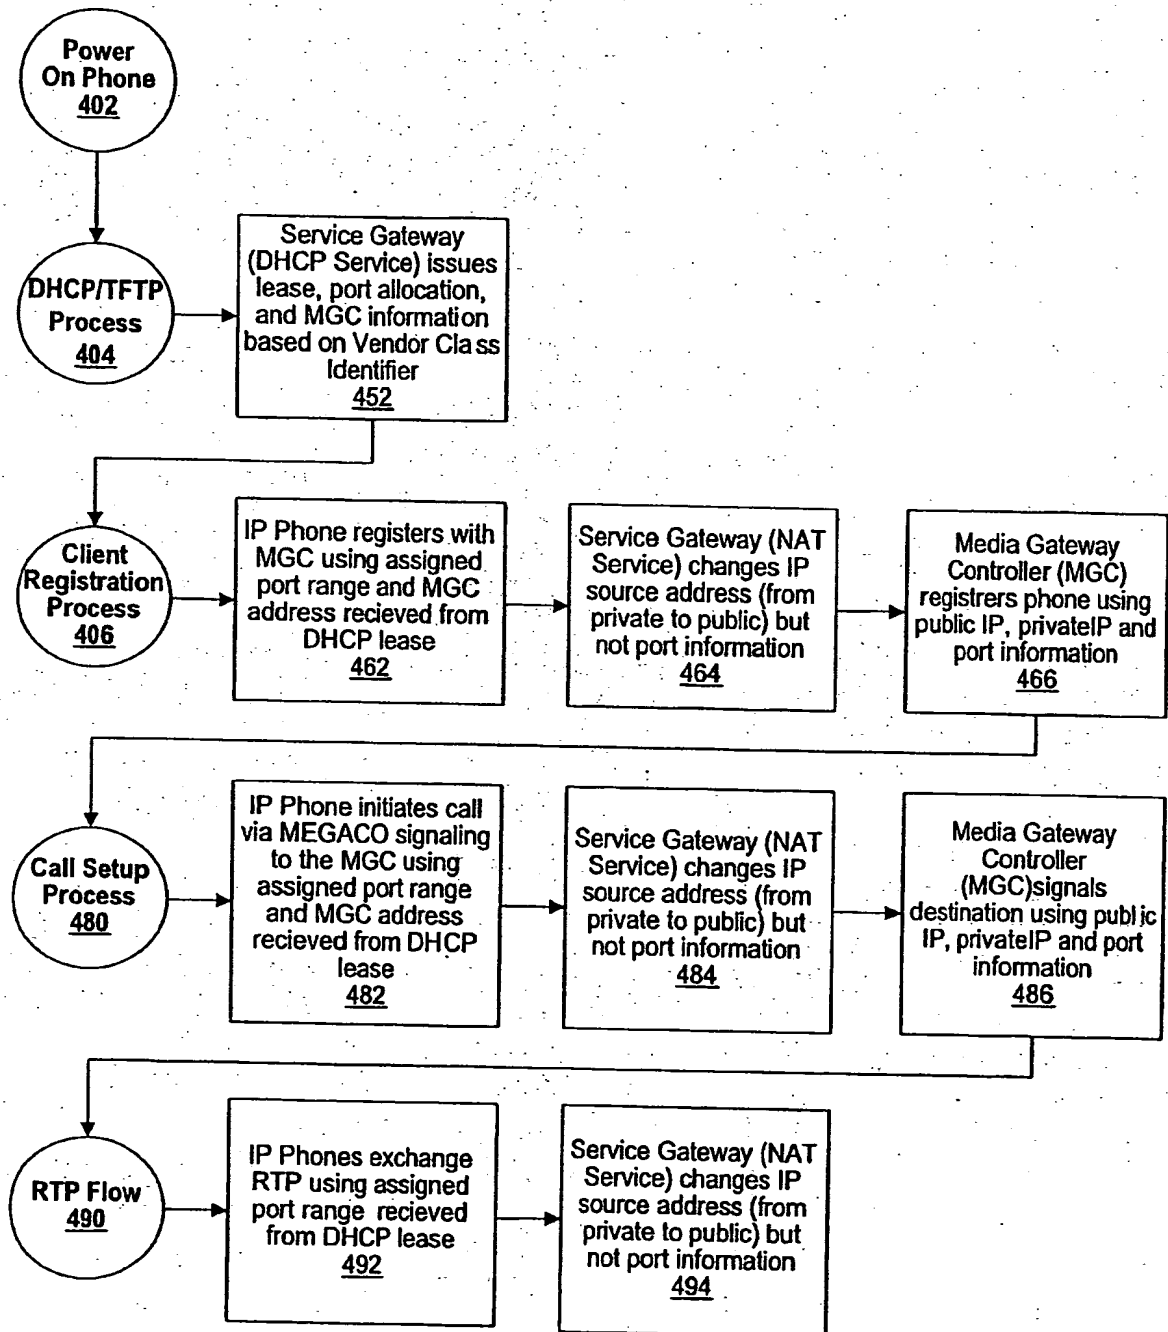 Power
On Phone
402
DHCP/TFTP
Process
404
Service Gateway
(DHCP Service) issues
lease, port allocation,
and MGC information
based on Vendor Class
Identifier
452
Client
Registration
Process
406
IP Phone registers with
MGC using assigned
port range and MGC
address recieved from
DHCP lease
462
Service Gateway (NAT
Service) changes IP
source address (from
private to public) but
not port information
464
Media Gateway
Controller (MGC)
registrers phone using
public IP, privateIP and
port information
466
Call Setup
Process
480
IP Phone initiates call
via MEGACO signaling
to the MGC using
assigned port range
and MGC address
recieved from DHCP
lease
482
Service Gateway (NAT
Service) changes IP
source address (from
private to public) but
not port information
484
Media Gateway
Controller
(MGC)signals
destination using public
IP, privateIP and port
information
486
RTP Flow
490
IP Phones exchange
RTP using assigned
port range recieved
from DHCP lease
492
Service Gateway (NAT
Service) changes IP
source address (from
private to public) but
not port information
494